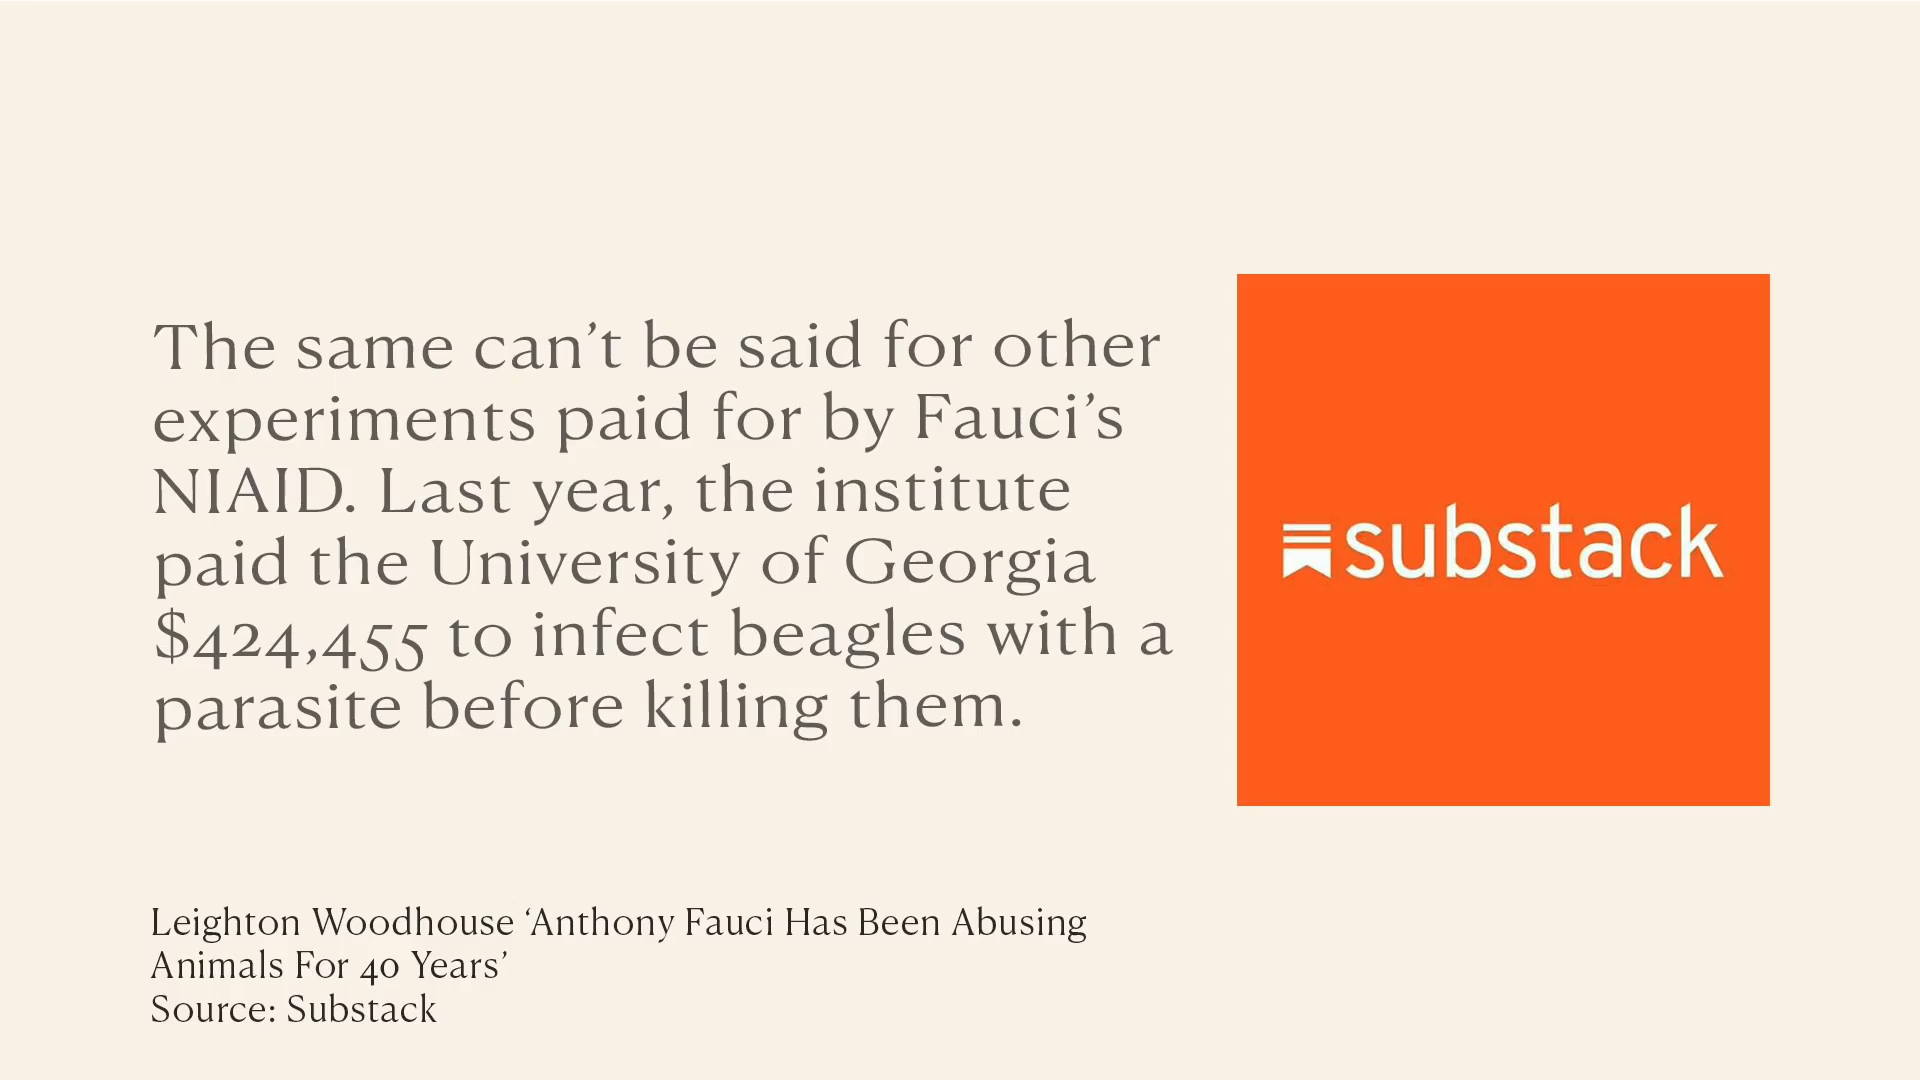 The same can’t be said for other
experiments paid for by Fauci’s
NIAID. Last year, the institute
paid the University of Georgia
$424,455 to infect beagles with a
parasite before killing them.
substack
Leighton Woodhouse ‘Anthony Fauci Has Been Abusing
Animals For 40 Years’
Source: Substack